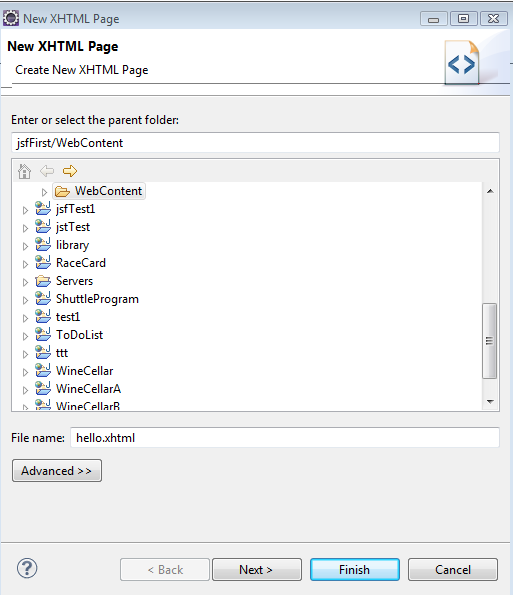 New XHTML Page
New XHTML Page
Create New XHTML Page
Enter or select the parent folder:
jsfFirst/WebContent
WebContent
jsfTest1
jstTest
library
RaceCard
Servers
ShuttleProgram
test1
ToDoList
ttt
WineCellar
WineCellarA
WineCellarB
File name: hello.xhtml
Advanced >>
< Back Next > Finish Cancel